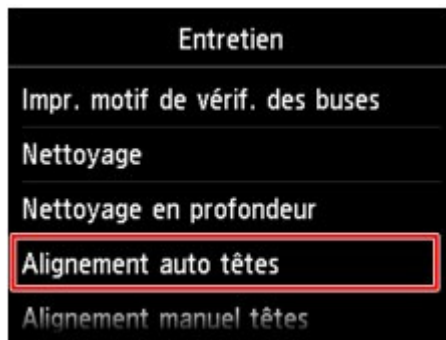 Entretien
Impr. motif de vérif. des buses
Nettoyage
Nettoyage en profondeur
Alignement auto têtes
Alignement manuel têtes